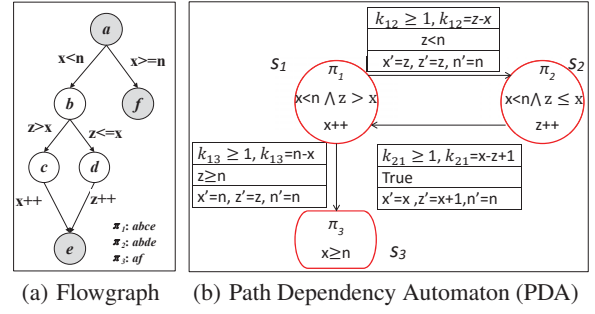 a
x<n
x>=n
b
f
z>x
z<=x
c
d
x++
z++
e
π₁: abce
π₂: abde
π₃: af
k₁₂ ≥ 1, k₁₂=z-x
z<n
x'=z, z'=z, n'=n
S₁
π₁
x<n ∧ z > x
x++
S₂
π₂
x<n ∧ z ≤ x
z++
k₁₃ ≥ 1, k₁₃=n-x
z≥n
x'=n, z'=z, n'=n
k₂₁ ≥ 1, k₂₁=x-z+1
True
x'=x ,z'=x+1,n'=n
π₃
x≥n
S₃
(a) Flowgraph
(b) Path Dependency Automaton (PDA)